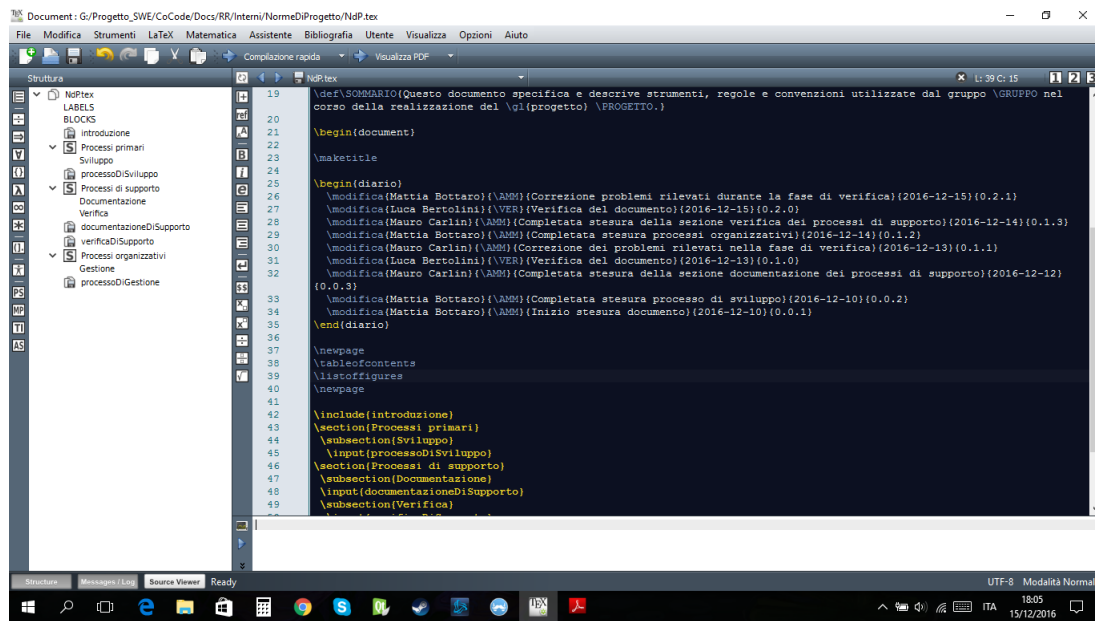 Document : G:/Progetto_SWE/CoCode/Docs/RR/Interni/NormeDiProgetto/NdP.tex
File Modifica Strumenti LaTeX Matematica Assistente Bibliografia Utente Visualizza Opzioni Aiuto
Compilazione rapida Visualizza PDF
Struttura
NdP.tex
L: 39 C: 15
1 2 3
NdP.tex
LABELS
BLOCKS
introduzione
Processi primari
Sviluppo
processoDiSviluppo
Processi di supporto
Documentazione
Verifica
documentazioneDiSupporto
verificaDiSupporto
Processi organizzativi
Gestione
processoDiGestione
19 \def\SOMMARIO{Questo documento specifica e descrive strumenti, regole e convenzioni utilizzate dal gruppo \GRUPPO nel
corso della realizzazione del \gl{progetto} \PROGETTO.}
20
21 \begin{document}
22
23 \maketitle
24
25 \begin{diario}
26 \modifica{Mattia Bottaro}{\AMM}{Correzione problemi rilevati durante la fase di verifica}{2016-12-15}{0.2.1}
27 \modifica{Luca Bertolini}{\VER}{Verifica del documento}{2016-12-15}{0.2.0}
28 \modifica{Mauro Carlin}{\AMM}{Completata stesura della sezione verifica dei processi di supporto}{2016-12-14}{0.1.3}
29 \modifica{Mattia Bottaro}{\AMM}{Completata stesura processi organizzativi}{2016-12-14}{0.1.2}
30 \modifica{Mauro Carlin}{\AMM}{Correzione dei problemi rilevati nella fase di verifica}{2016-12-13}{0.1.1}
31 \modifica{Luca Bertolini}{\VER}{Verifica del documento}{2016-12-13}{0.1.0}
32 \modifica{Mauro Carlin}{\AMM}{Completata stesura della sezione documentazione dei processi di supporto}{2016-12-12}
{0.0.3}
33 \modifica{Mattia Bottaro}{\AMM}{Completata stesura processo di sviluppo}{2016-12-10}{0.0.2}
34 \modifica{Mattia Bottaro}{\AMM}{Inizio stesura documento}{2016-12-10}{0.0.1}
35 \end{diario}
36
37 \newpage
38 \tableofcontents
39 \listoffigures
40 \newpage
41
42 \include{introduzione}
43 \section{Processi primari}
44 \subsection{Sviluppo}
45 \input{processoDiSviluppo}
46 \section{Processi di supporto}
47 \subsection{Documentazione}
48 \input{documentazioneDiSupporto}
49 \subsection{Verifica}
Structure Messages / Log Source Viewer Ready
UTF-8 Modalità Normal
ITA
18:05
15/12/2016